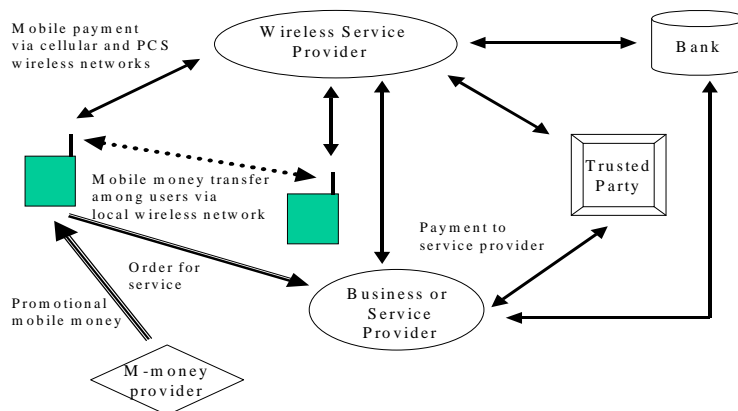 Mobile payment
via cellular and PCS
wireless networks
Wireless Service
Provider
Bank
Trusted
Party
Mobile money transfer
among users via
local wireless network
Payment to
service provider
Order for
service
Business or
Service
Provider
Promotional
mobile money
M-money
provider